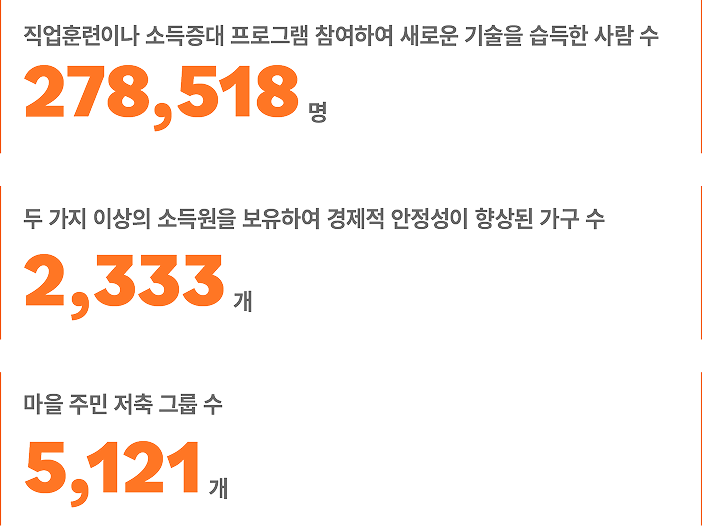 직업훈련이나 소득증대 프로그램 참여하여 새로운 기술을 습득한 사람 수
278,518 명
두 가지 이상의 소득원을 보유하여 경제적 안정성이 향상된 가구 수
2,333 개
마을 주민 저축 그룹 수
5,121 개